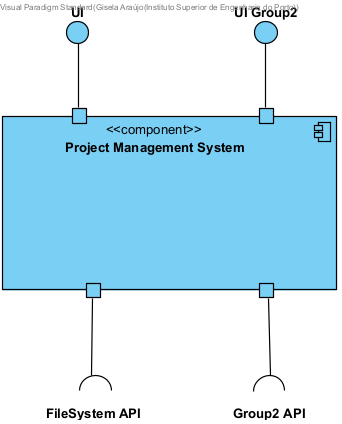 Visual Paradigm Standard(Gisela Araújo(Instituto Superior de Engenharia do Porto))
UI
UI Group2
<<component>>
Project Management System
FileSystem API
Group2 API